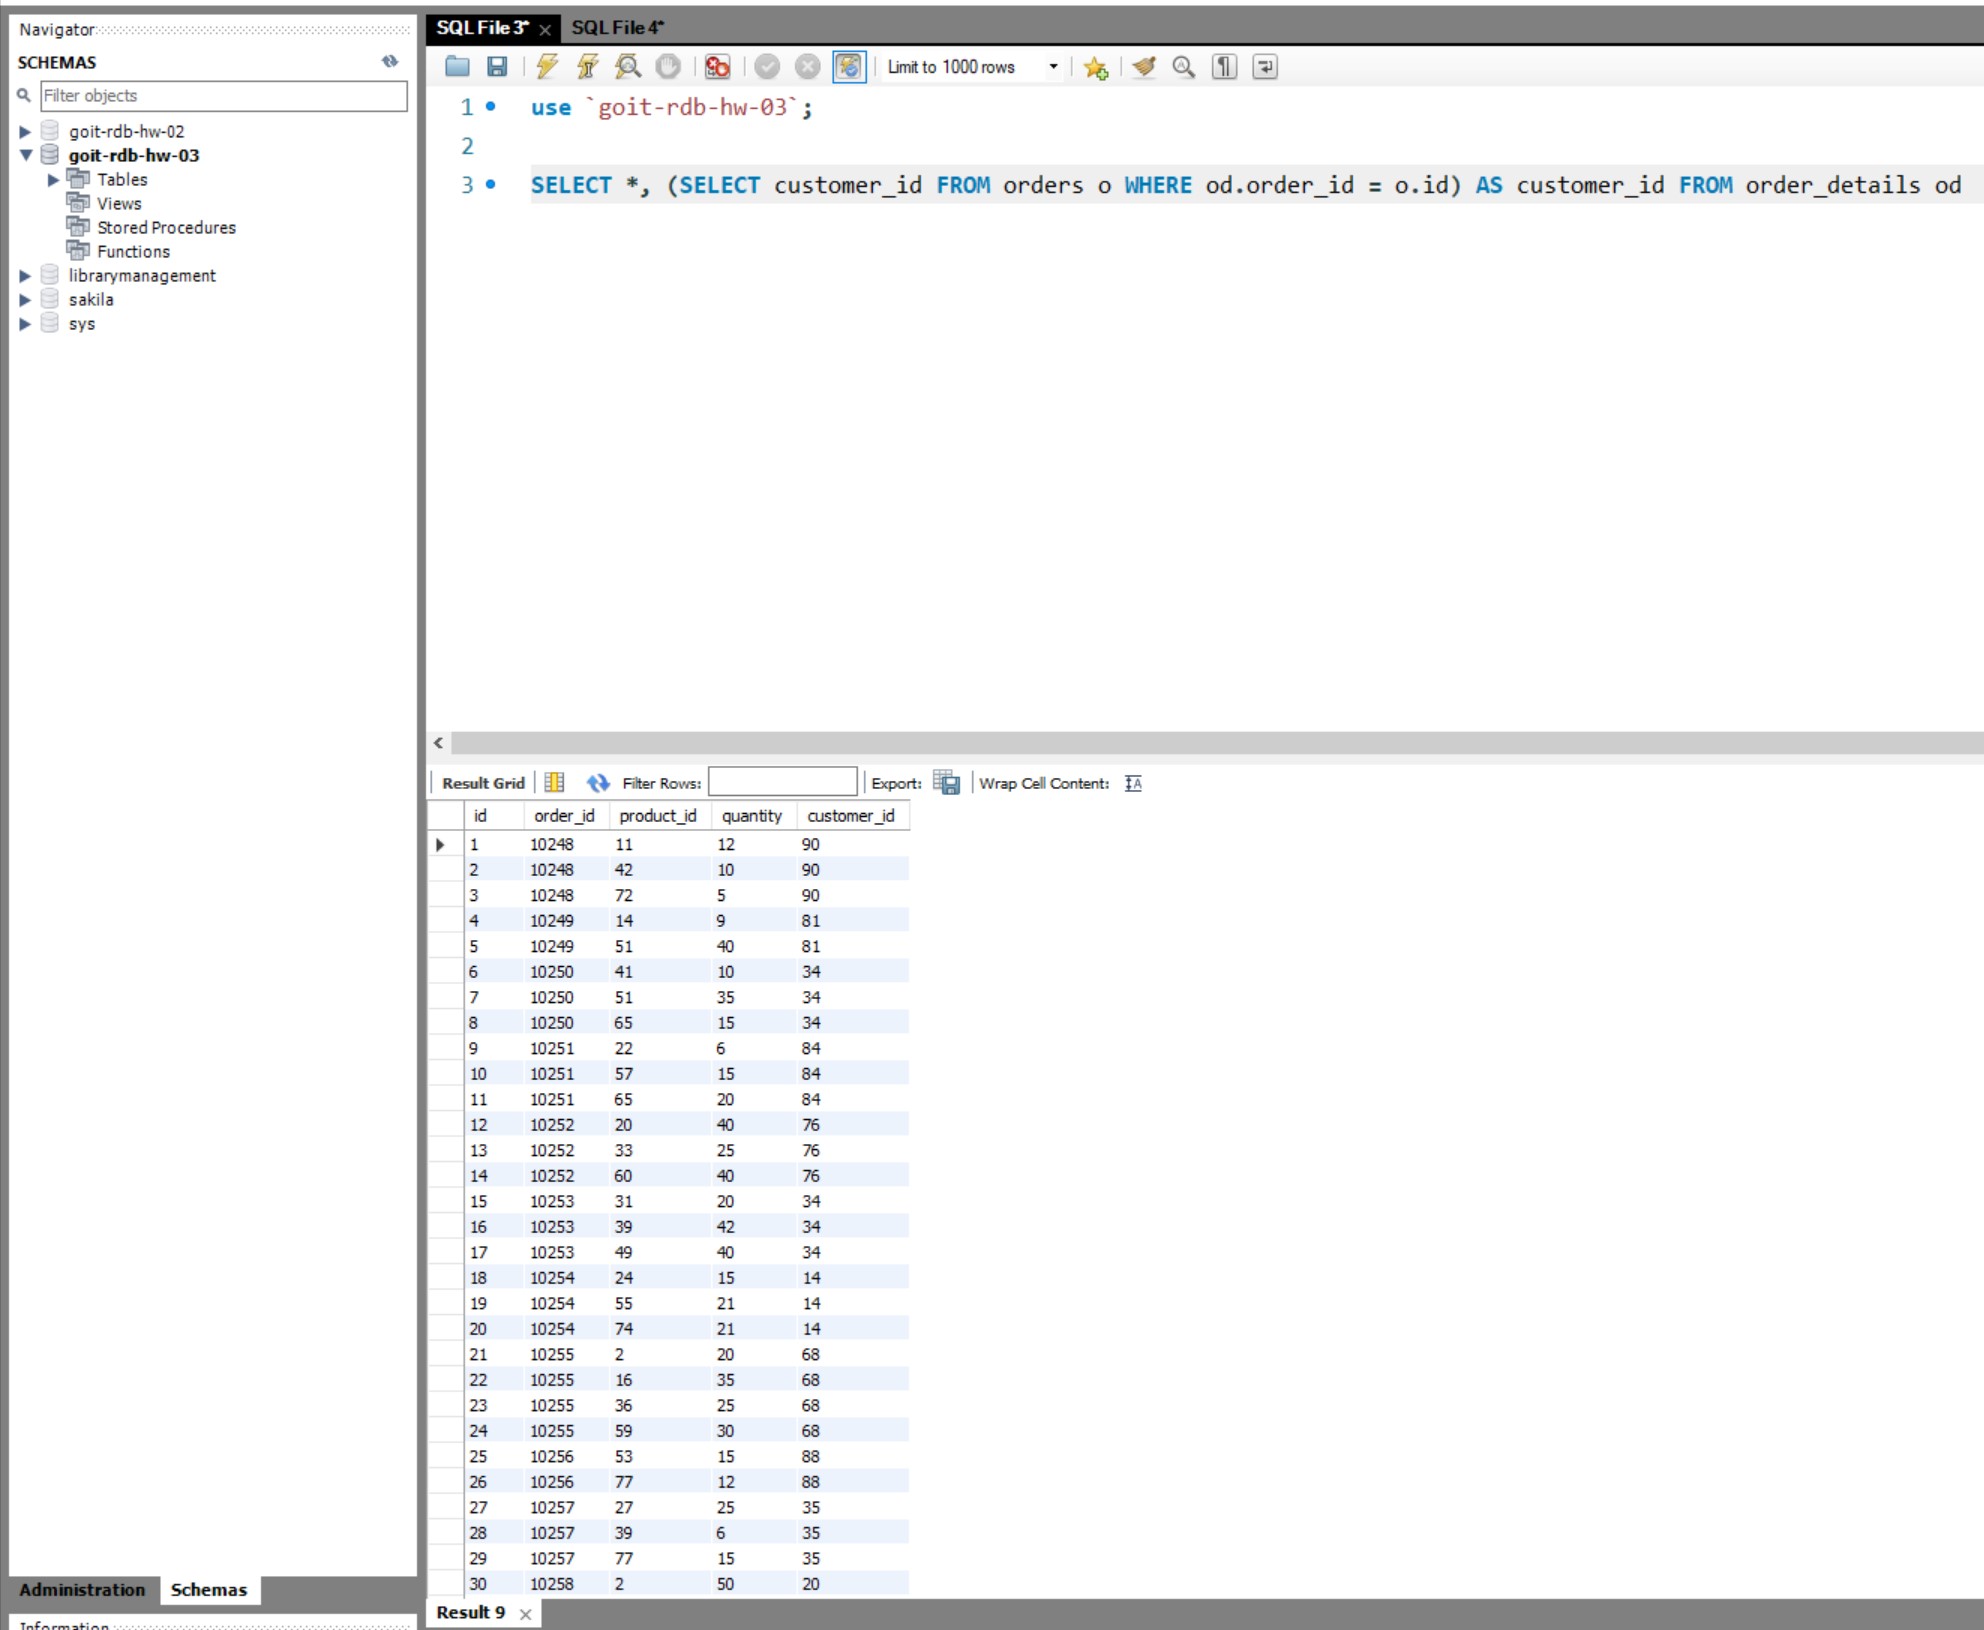 Navigator
SCHEMAS
Filter objects
goit-rdb-hw-02
goit-rdb-hw-03
Tables
Views
Stored Procedures
Functions
librarymanagement
sakila
sys
Administration Schemas
Information
SQL File 3* SQL File 4*
Limit to 1000 rows
1 use `goit-rdb-hw-03`;
2
3 SELECT *, (SELECT customer_id FROM orders o WHERE od.order_id = o.id) AS customer_id FROM order_details od
Result Grid Filter Rows: Export: Wrap Cell Content:
id order_id product_id quantity customer_id
1 10248 11 12 90
2 10248 42 10 90
3 10248 72 5 90
4 10249 14 9 81
5 10249 51 40 81
6 10250 41 10 34
7 10250 51 35 34
8 10250 65 15 34
9 10251 22 6 84
10 10251 57 15 84
11 10251 65 20 84
12 10252 20 40 76
13 10252 33 25 76
14 10252 60 40 76
15 10253 31 20 34
16 10253 39 42 34
17 10253 49 40 34
18 10254 24 15 14
19 10254 55 21 14
20 10254 74 21 14
21 10255 2 20 68
22 10255 16 35 68
23 10255 36 25 68
24 10255 59 30 68
25 10256 53 15 88
26 10256 77 12 88
27 10257 27 25 35
28 10257 39 6 35
29 10257 77 15 35
30 10258 2 50 20
Result 9